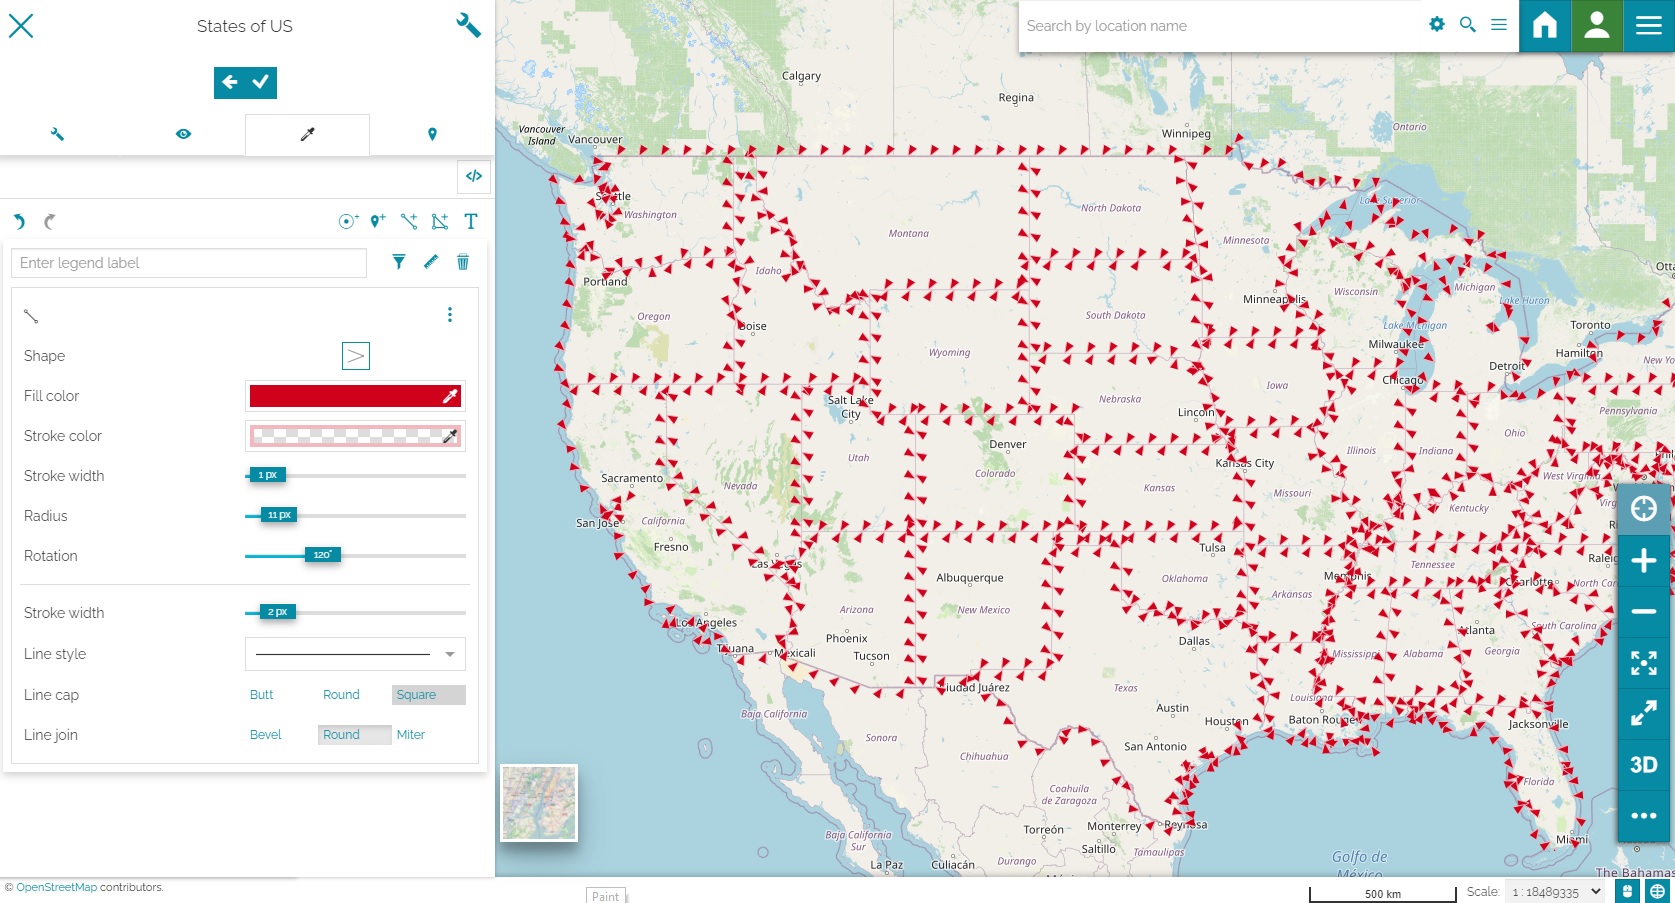 States of US
Search by location name
</>
T
Enter legend label
Shape
Fill color
Stroke color
Stroke width
1 px
Radius
11 px
Rotation
120°
Stroke width
2 px
Line style
Line cap
Butt
Round
Square
Line join
Bevel
Round
Miter
© OpenStreetMap contributors.
Paint
500 km
Scale:
1 : 18489335
3D
Calgary
Regina
Winnipeg
Ontario
Vancouver
Island
Vancouver
Seattle
Washington
Montana
North Dakota
Minnesota
Lake Superior
Portland
Idaho
Oregon
Boise
South Dakota
Minneapolis
Wisconsin
Michigan
Lake Huron
Toronto
Hamilton
Lake Michigan
Milwaukee
Wyoming
Detroit
Chicago
Salt Lake
City
Nebraska
Iowa
Pennsylvania
Lincoln
Denver
Ohio
Utah
Colorado
Kansas
Kansas City
Illinois
Indiana
West Virginia
Sacramento
Nevada
Missouri
Kentucky
San Jose
California
Fresno
Las Vegas
Tulsa
Tennessee
Albuquerque
Oklahoma
Memphis
Charlotte
Arkansas
Arizona
New Mexico
Los Angeles
Phoenix
Dallas
Atlanta
South Carolina
Tijuana
Mexicali
Tucson
Mississippi
Alabama
Georgia
Ciudad Juárez
Texas
Louisiana
Austin
Houston
Baton Rouge
Jacksonville
Baja California
Sonora
San Antonio
Chihuahua
Coahuila
de Zaragoza
Florida
Baja California
Sur
Torreón
Monterrey
Reynosa
Saltillo
Tamaulipas
Miami
La Paz
Culiacán
Durango
Golfo de
México
The Bahamas